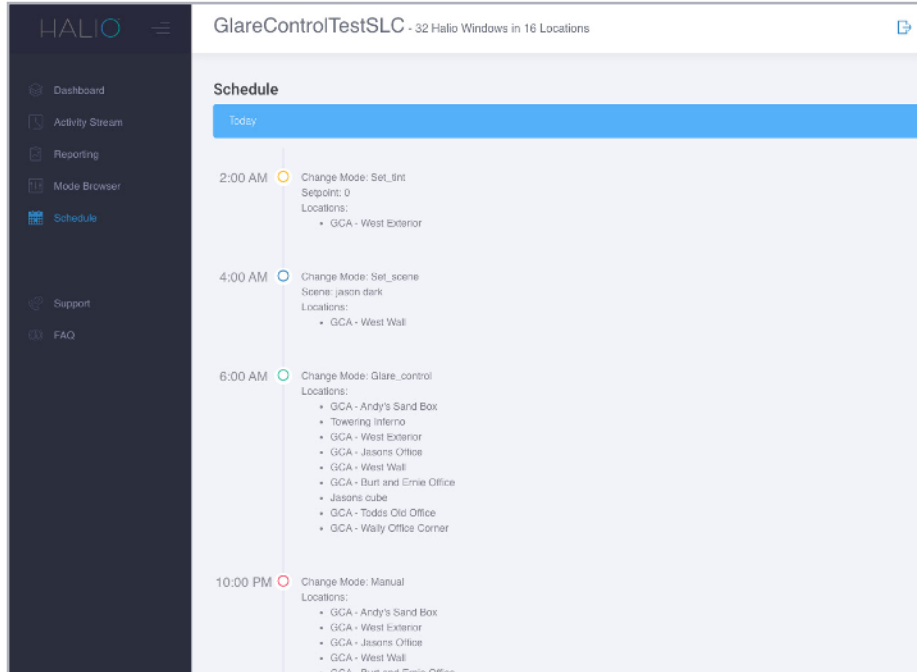 HALIO
GlareControlTestSLC - 32 Halio Windows in 16 Locations
Dashboard
Activity Stream
Reporting
Mode Browser
Schedule
Support
FAQ
Schedule
Today
2:00 AM
Change Mode: Set_tint
Setpoint: 0
Locations:
• GCA - West Exterior
4:00 AM
Change Mode: Set_scene
Scene: jason dark
Locations:
• GCA - West Wall
6:00 AM
Change Mode: Glare_control
Locations:
• GCA - Andy's Sand Box
• Towering Inferno
• GCA - West Exterior
• GCA - Jasons Office
• GCA - West Wall
• GCA - Burt and Ernie Office
• Jasons cube
• GCA - Todds Old Office
• GCA - Wally Office Corner
10:00 PM
Change Mode: Manual
Locations:
• GCA - Andy's Sand Box
• GCA - West Exterior
• GCA - Jasons Office
• GCA - West Wall
• GCA - Burt and Ernie Office